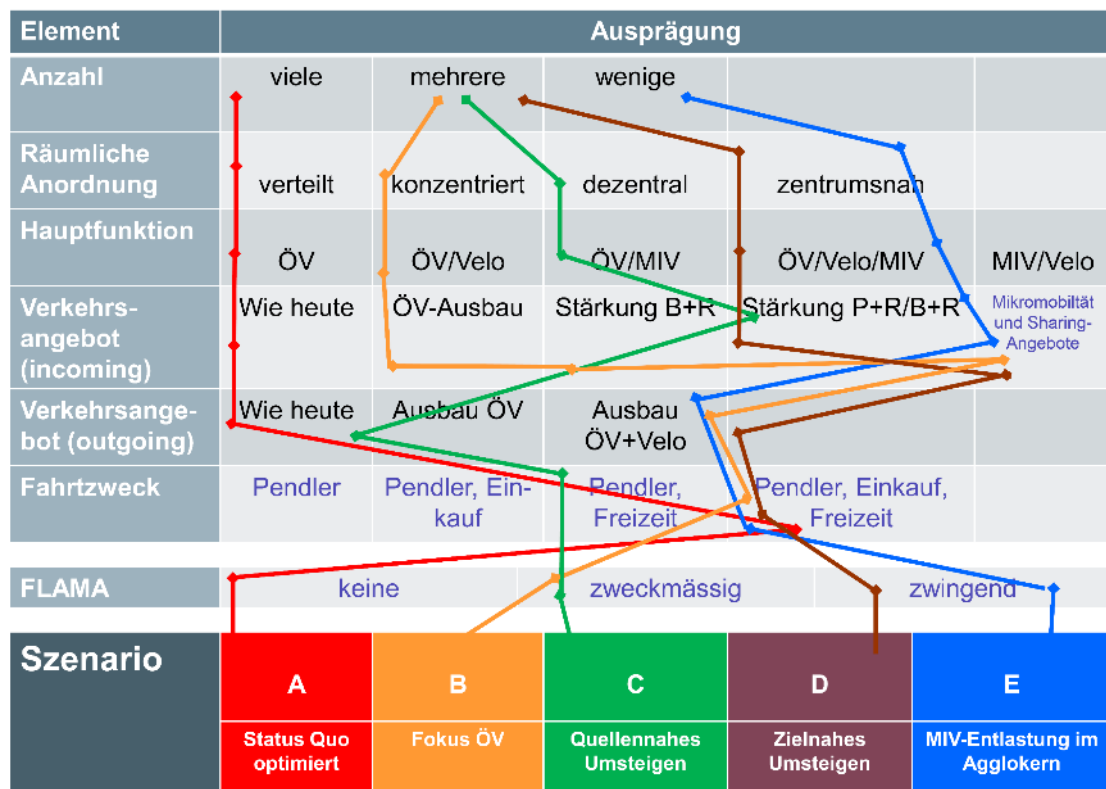 Element
Ausprägung
Anzahl
viele
mehrere
wenige
Räumliche
Anordnung
verteilt
konzentriert
dezentral
zentrumsnah
Hauptfunktion
ÖV
ÖV/Velo
ÖV/MIV
ÖV/Velo/MIV
MIV/Velo
Verkehrs-
angebot
(incoming)
Wie heute
ÖV-Ausbau
Stärkung B+R
Stärkung P+R/B+R
Mikromobiltät
und Sharing-
Angebote
Verkehrsange-
bot (outgoing)
Wie heute
Ausbau ÖV
Ausbau
ÖV+Velo
Fahrtzweck
Pendler
Pendler, Ein-
kauf
Pendler,
Freizeit
Pendler, Einkauf,
Freizeit
FLAMA
keine
zweckmässig
zwingend
Szenario
A
B
C
D
E
Status Quo
optimiert
Fokus ÖV
Quellennahes
Umsteigen
Zielnahes
Umsteigen
MIV-Entlastung im
Agglokern